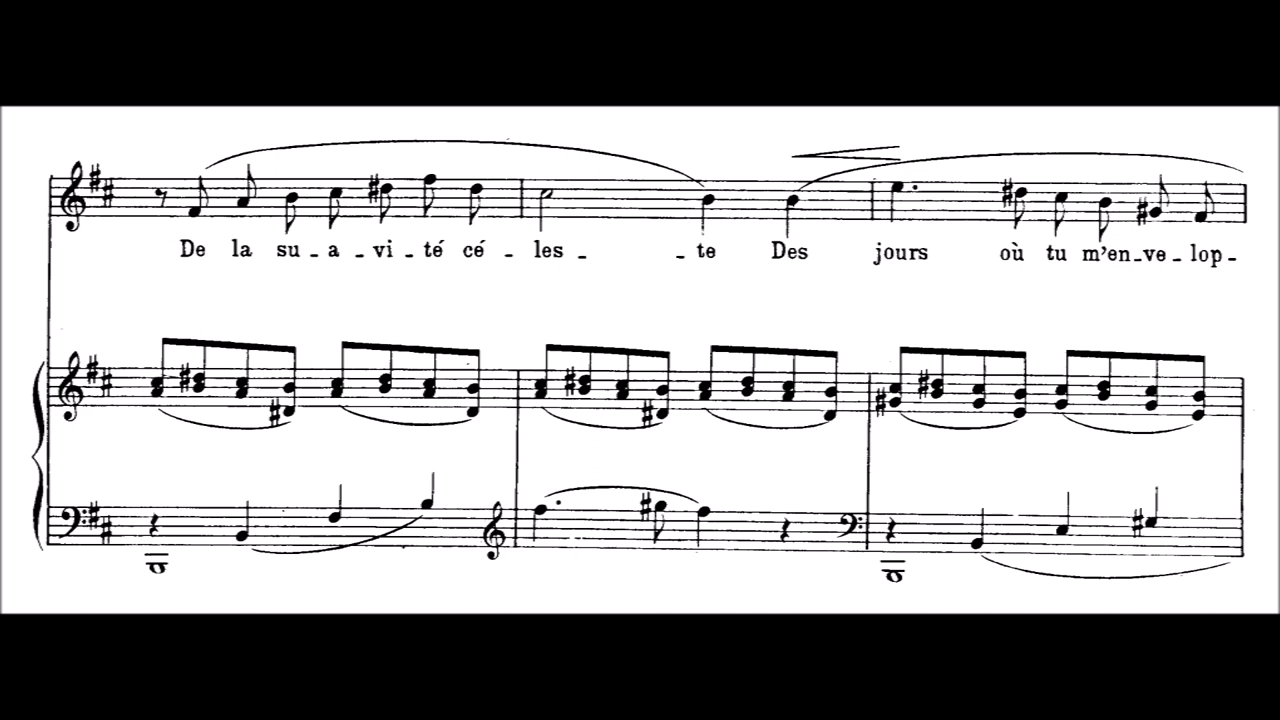 De la su_a_vi_té cé_les_ _te Des jours où tu m'en_ve_lop_